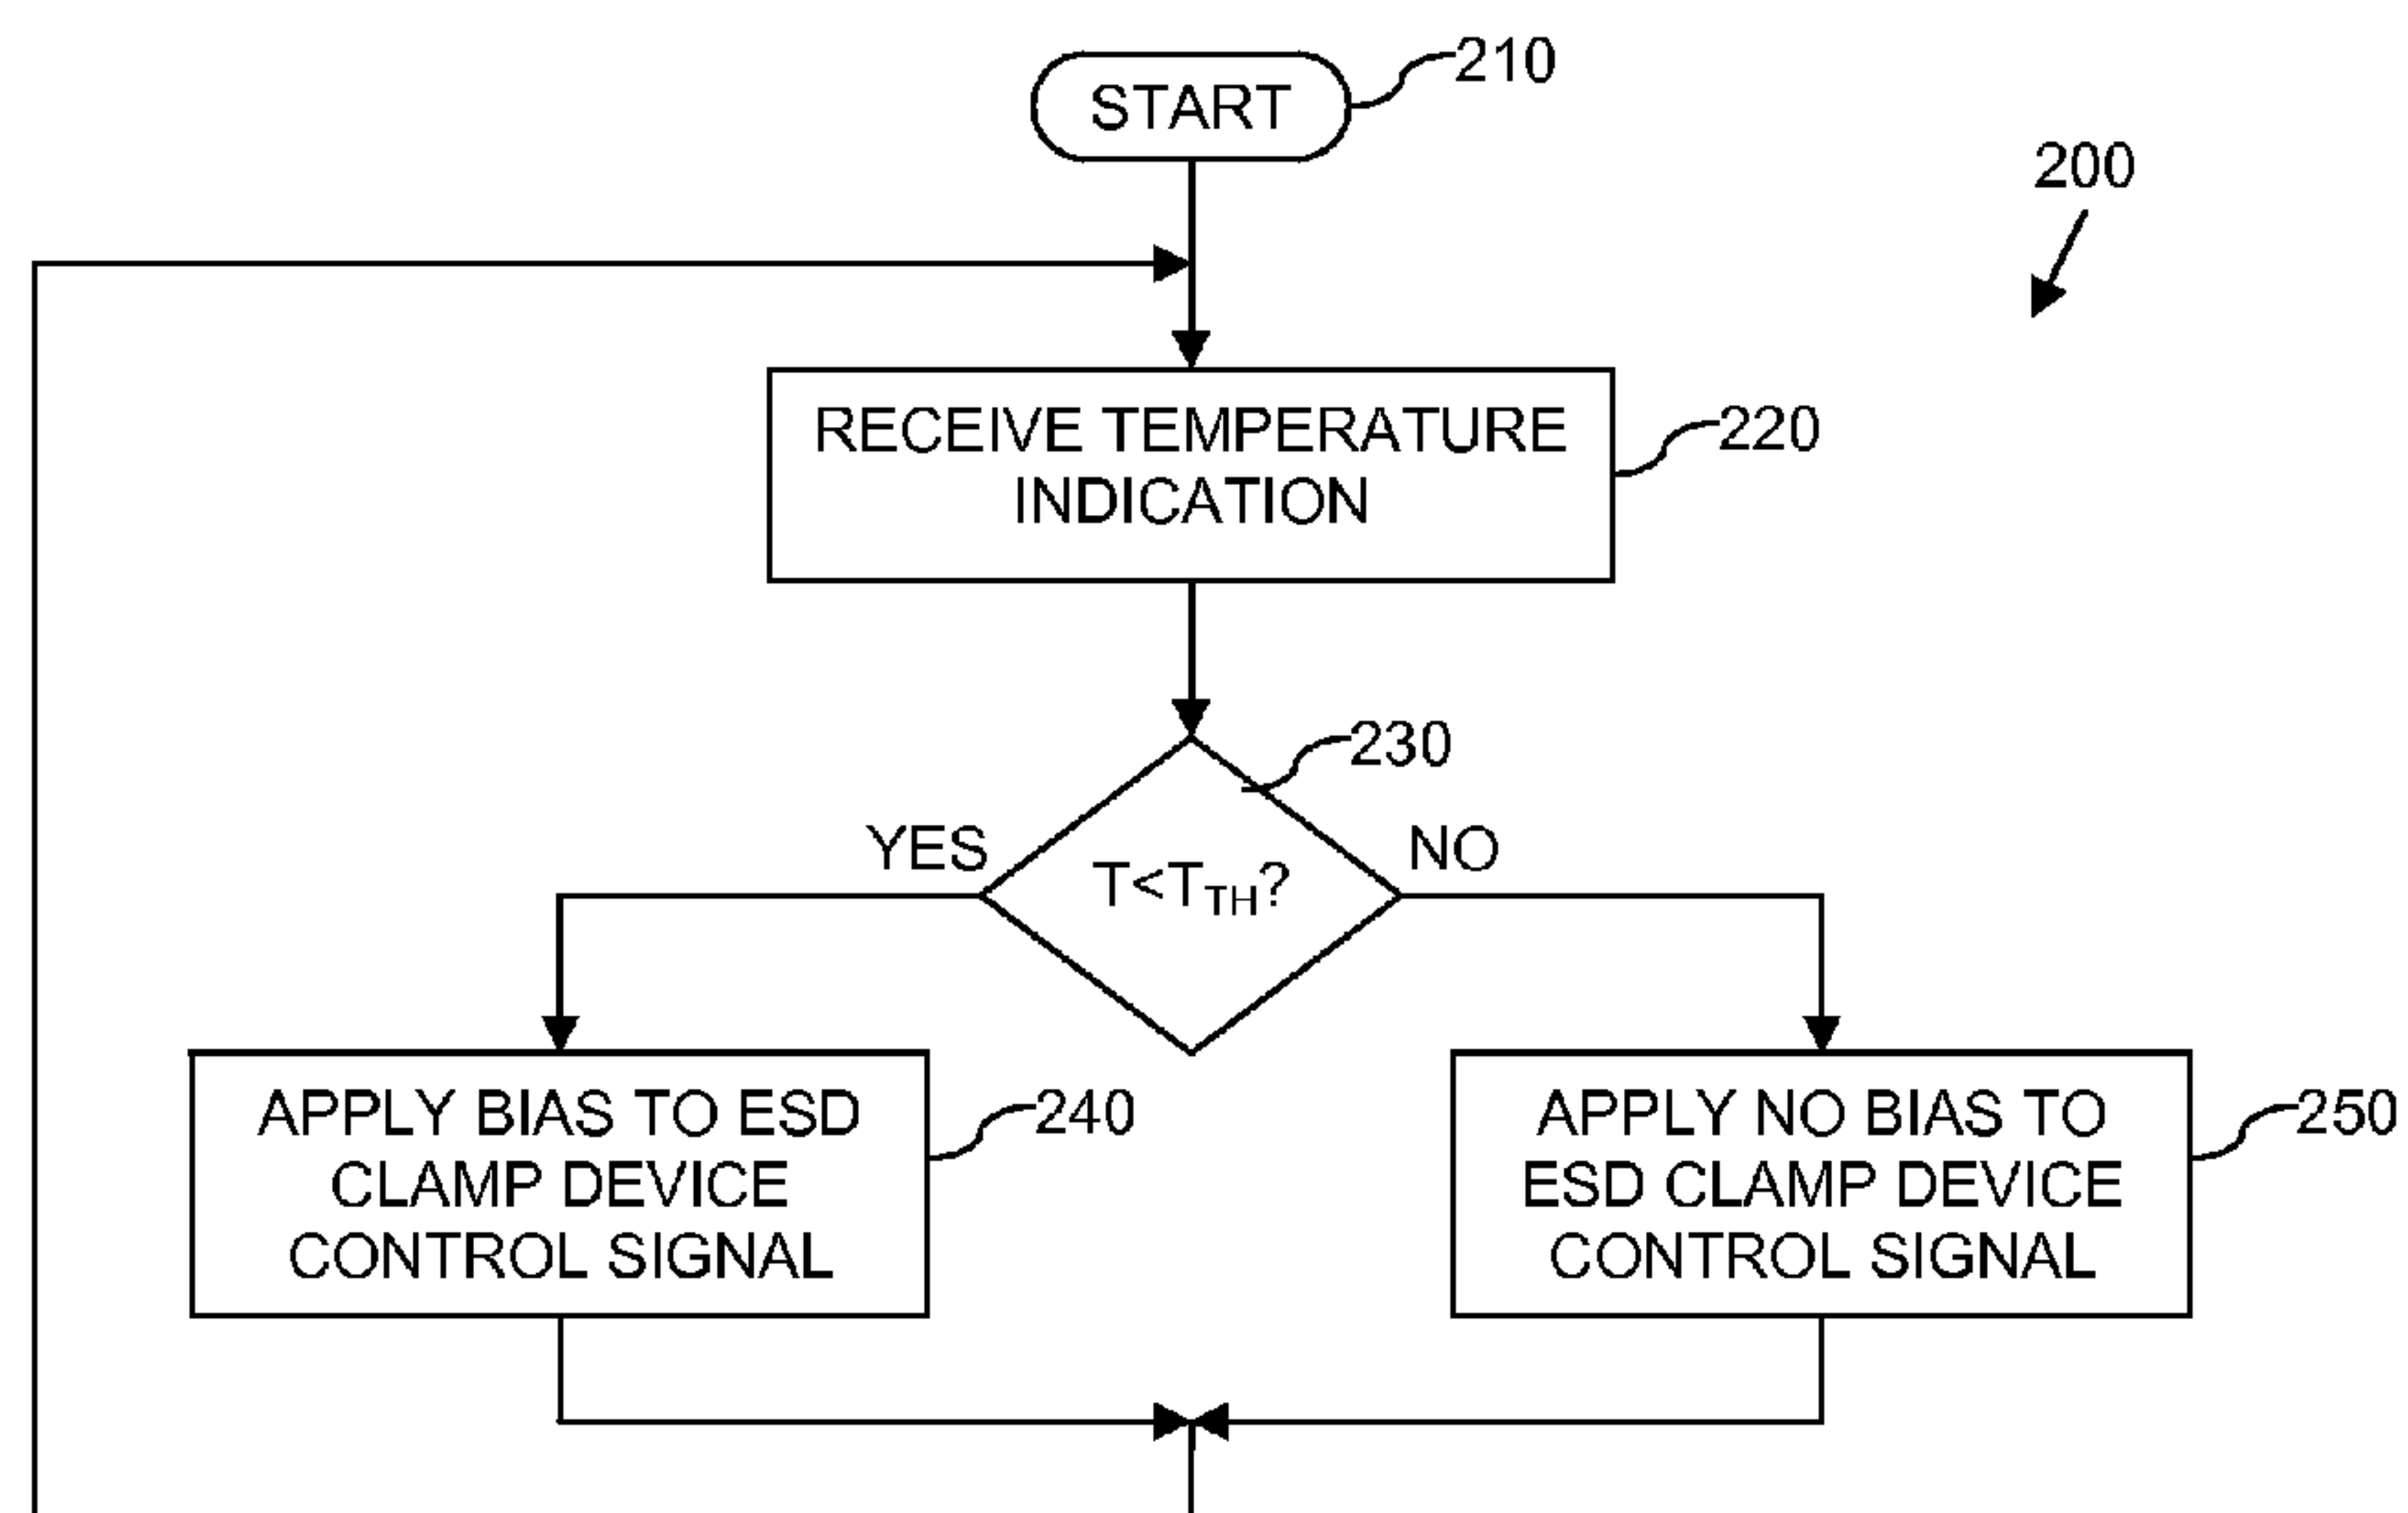 START
210
200
RECEIVE TEMPERATURE
INDICATION
220
230
YES
NO
T<T_TH?
APPLY BIAS TO ESD
CLAMP DEVICE
CONTROL SIGNAL
240
APPLY NO BIAS TO
ESD CLAMP DEVICE
CONTROL SIGNAL
250